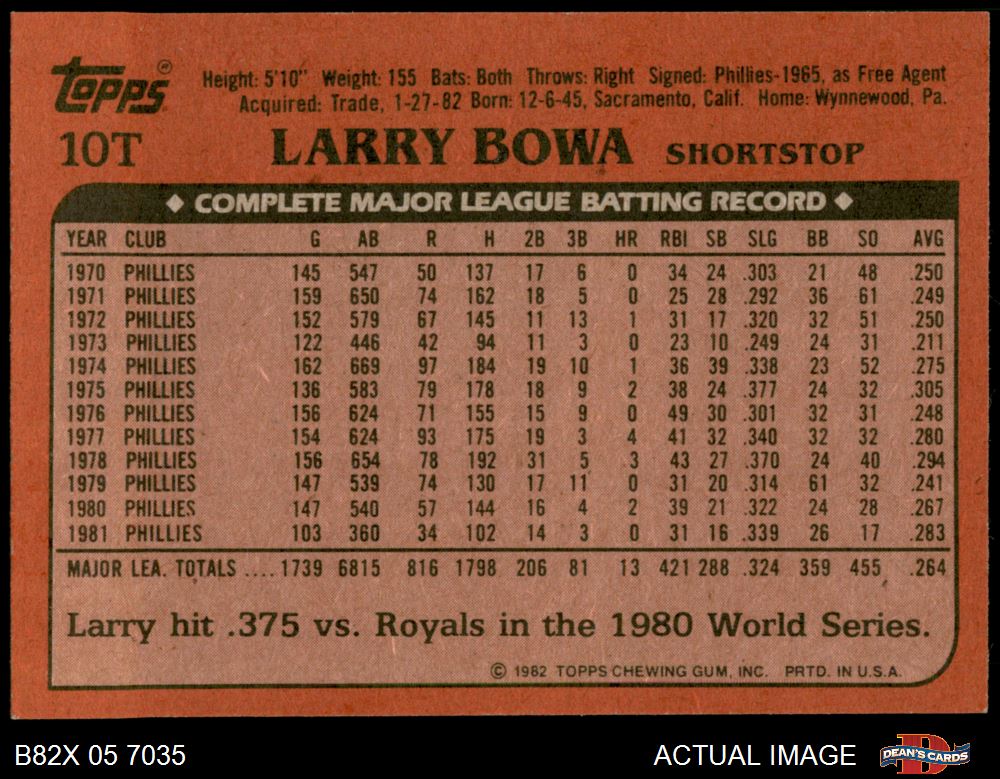 Topps®
Height: 5'10" Weight: 155 Bats: Both Throws: Right Signed: Phillies-1965, as Free Agent
Acquired: Trade, 1-27-82 Born: 12-6-45, Sacramento, Calif. Home: Wynnewood, Pa.
10T LARRY BOWA SHORTSTOP
◆ COMPLETE MAJOR LEAGUE BATTING RECORD ◆
YEAR CLUB G AB R H 2B 3B HR RBI SB SLG BB SO AVG
1970 PHILLIES 145 547 50 137 17 6 0 34 24 .303 21 48 .250
1971 PHILLIES 159 650 74 162 18 5 0 25 28 .292 36 61 .249
1972 PHILLIES 152 579 67 145 11 13 1 31 17 .320 32 51 .250
1973 PHILLIES 122 446 42 94 11 3 0 23 10 .249 24 31 .211
1974 PHILLIES 162 669 97 184 19 10 1 36 39 .338 23 52 .275
1975 PHILLIES 136 583 79 178 18 9 2 38 24 .377 24 32 .305
1976 PHILLIES 156 624 71 155 15 9 0 49 30 .301 32 31 .248
1977 PHILLIES 154 624 93 175 19 3 4 41 32 .340 32 32 .280
1978 PHILLIES 156 654 78 192 31 5 3 43 27 .370 24 40 .294
1979 PHILLIES 147 539 74 130 17 11 0 31 20 .314 61 32 .241
1980 PHILLIES 147 540 57 144 16 4 2 39 21 .322 24 28 .267
1981 PHILLIES 103 360 34 102 14 3 0 31 16 .339 26 17 .283
MAJOR LEA. TOTALS ....1739 6815 816 1798 206 81 13 421 288 .324 359 455 .264
Larry hit .375 vs. Royals in the 1980 World Series.
© 1982 TOPPS CHEWING GUM, INC. PRTD. IN U.S.A.
B82X 05 7035 ACTUAL IMAGE DEAN'S CARDS